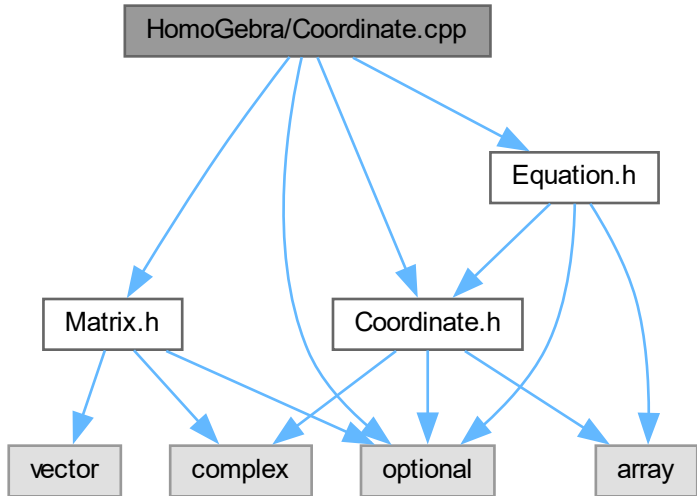 HomoGebra/Coordinate.cpp
Equation.h
Matrix.h
Coordinate.h
vector
complex
optional
array